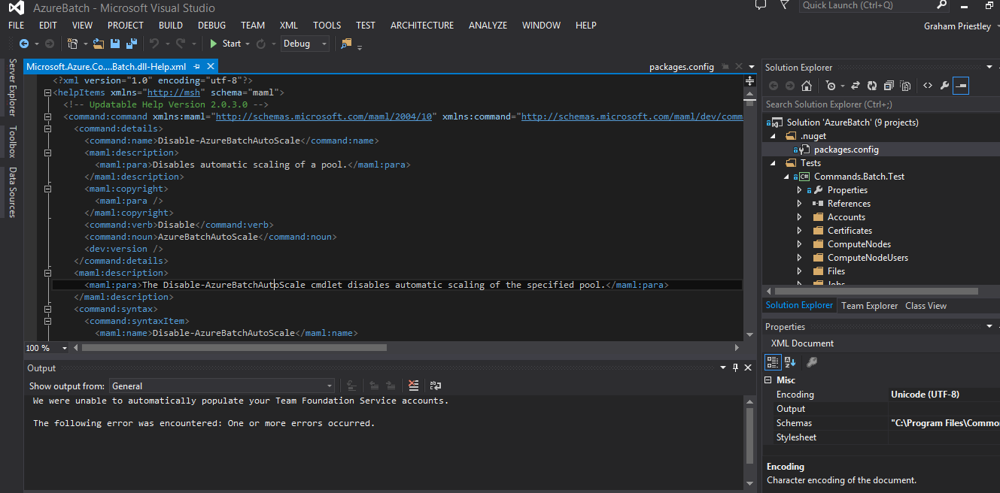 AzureBatch - Microsoft Visual Studio
Quick Launch (Ctrl+Q)
FILE EDIT VIEW PROJECT BUILD DEBUG TEAM XML TOOLS TEST ARCHITECTURE ANALYZE WINDOW HELP
Graham Priestley
Start Debug
Server Explorer
Toolbox
Data Sources
Microsoft.Azure.Co....Batch.dll-Help.xml
packages.config
<?xml version="1.0" encoding="utf-8"?>
<helpItems xmlns="http://msh" schema="maml">
<!-- Updatable Help Version 2.0.3.0 -->
<command:command xmlns:maml="http://schemas.microsoft.com/maml/2004/10" xmlns:command="http://schemas.microsoft.com/maml/dev/comm
<command:details>
<command:name>Disable-AzureBatchAutoScale</command:name>
<maml:description>
<maml:para>Disables automatic scaling of a pool.</maml:para>
</maml:description>
<maml:copyright>
<maml:para />
</maml:copyright>
<command:verb>Disable</command:verb>
<command:noun>AzureBatchAutoScale</command:noun>
<dev:version />
</command:details>
<maml:description>
<maml:para>The Disable-AzureBatchAutoScale cmdlet disables automatic scaling of the specified pool.</maml:para>
</maml:description>
<command:syntax>
<command:syntaxItem>
<maml:name>Disable-AzureBatchAutoScale</maml:name>
100 %
Output
Show output from: General
We were unable to automatically populate your Team Foundation Service accounts.
The following error was encountered: One or more errors occurred.
Solution Explorer
Search Solution Explorer (Ctrl+;)
Solution 'AzureBatch' (9 projects)
.nuget
packages.config
Tests
C# Commands.Batch.Test
Properties
References
Accounts
Certificates
ComputeNodes
ComputeNodeUsers
Files
Jobs
Solution Explorer Team Explorer Class View
Properties
XML Document
Misc
Encoding Unicode (UTF-8)
Output
Schemas "C:\Program Files\Commo
Stylesheet
Encoding
Character encoding of the document.